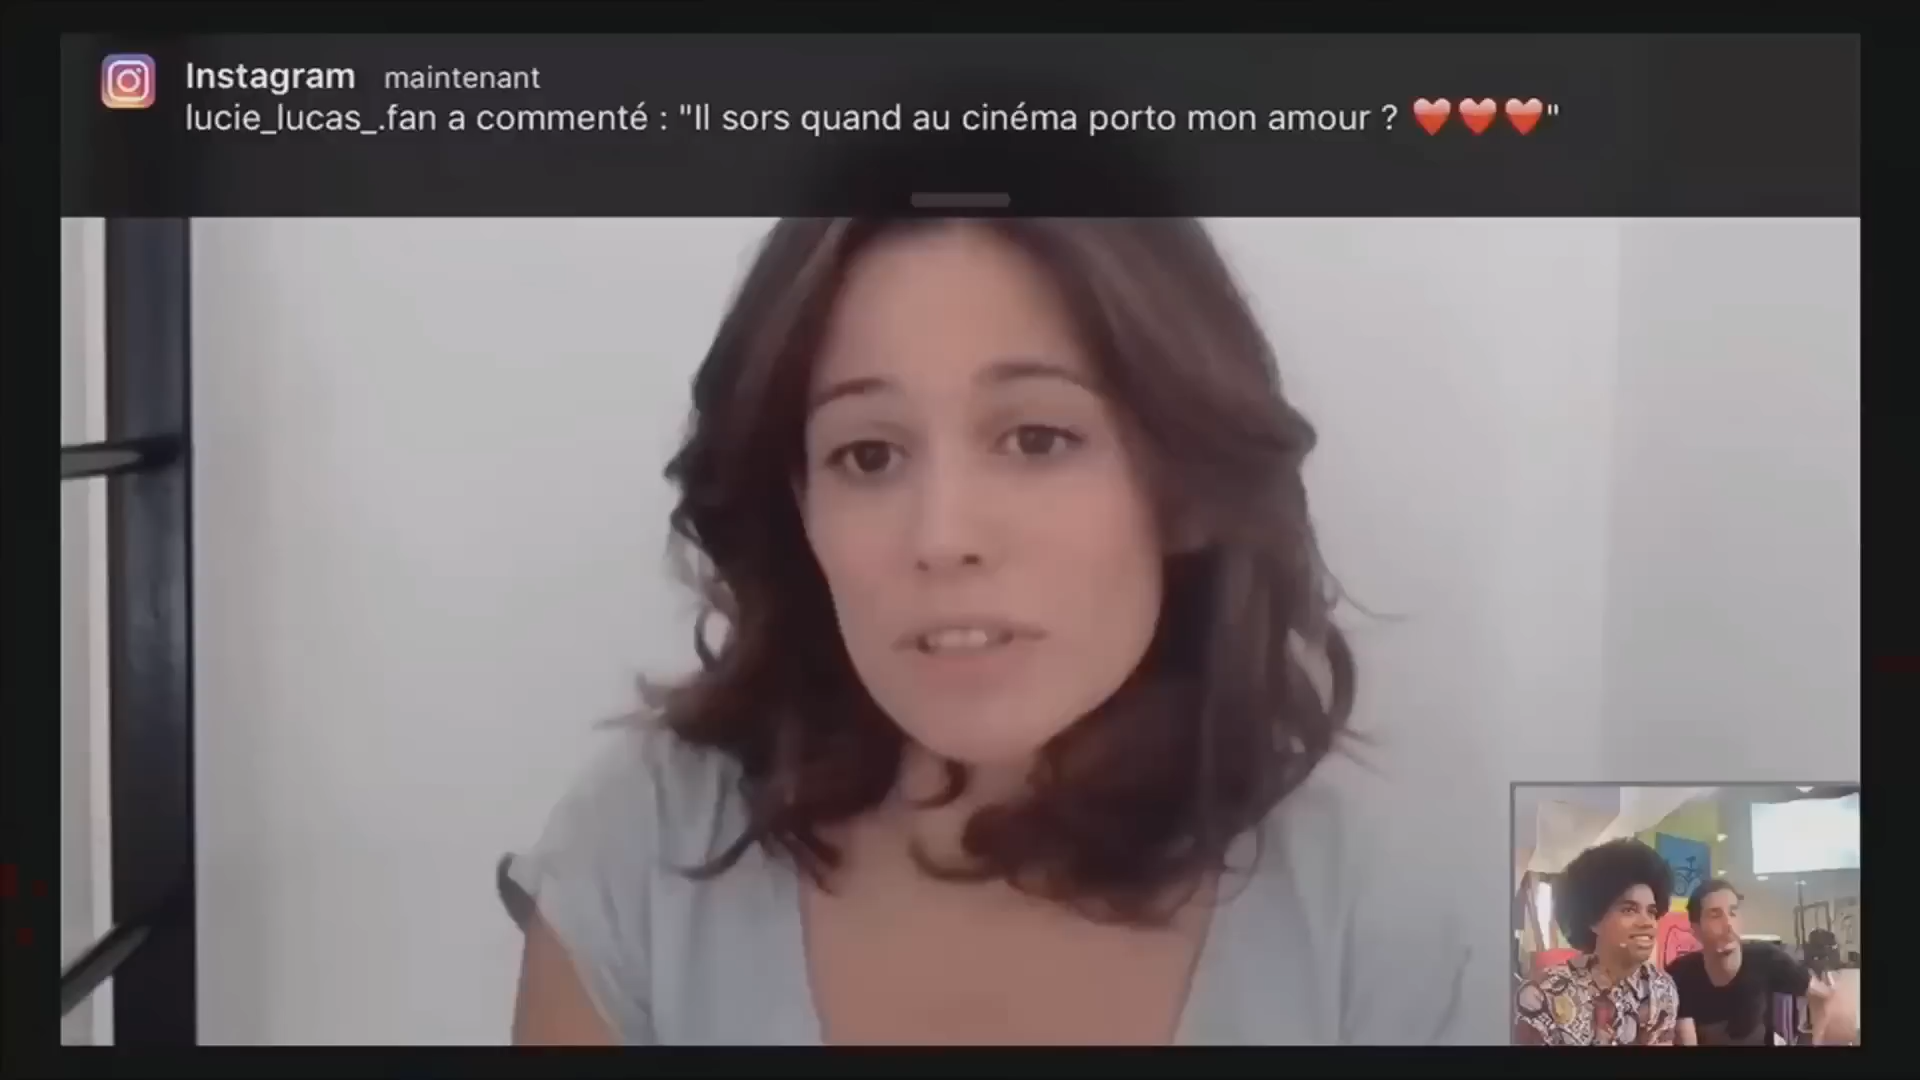 Instagram maintenant
lucie_lucas_.fan a commenté : "Il sors quand au cinéma porto mon amour ? ❤️❤️❤️"